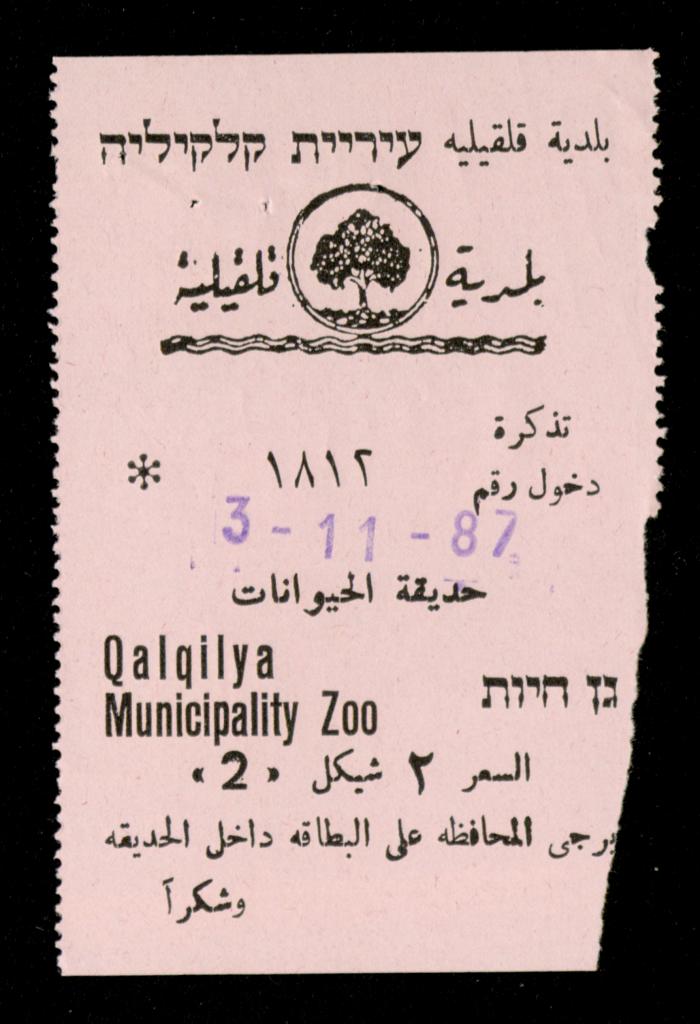 بلدية قلقيليه עיריית קלקיליה
بلدية قلقيلية
تذكرة
دخول رقم ١٨١٢ *
3-11-87
حديقة الحيوانات
Qalqilya
Municipality Zoo גן חיות
السعر ٢ شيكل «2»
يرجى المحافظه على البطاقه داخل الحديقه
وشكراً